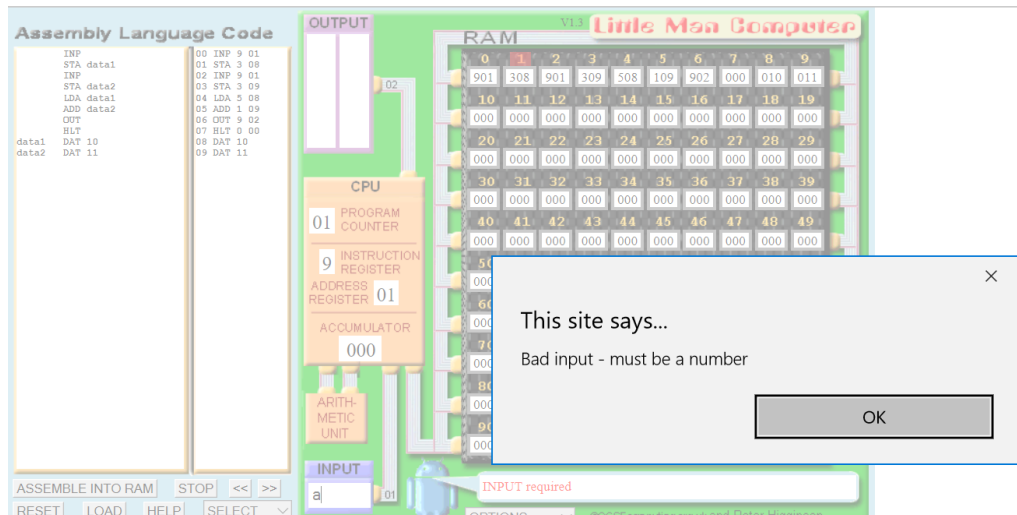 Assembly Language Code
INP
STA data1
INP
STA data2
LDA data1
ADD data2
OUT
HLT
data1 DAT 10
data2 DAT 11
00 INP 9 01
01 STA 3 08
02 INP 9 01
03 STA 3 09
04 LDA 5 08
05 ADD 1 09
06 OUT 9 02
07 HLT 0 00
08 DAT 10
09 DAT 11
ASSEMBLE INTO RAM STOP << >>
RESET LOAD HELP SELECT
OUTPUT
02
CPU
01 PROGRAM COUNTER
9 INSTRUCTION REGISTER
ADDRESS REGISTER 01
ACCUMULATOR
000
ARITH-
METIC
UNIT
INPUT
a
01
V1.3 Little Man Computer
RAM
0 1 2 3 4 5 6 7 8 9
901 308 901 309 508 109 902 000 010 011
10 11 12 13 14 15 16 17 18 19
000 000 000 000 000 000 000 000 000 000
20 21 22 23 24 25 26 27 28 29
000 000 000 000 000 000 000 000 000 000
30 31 32 33 34 35 36 37 38 39
000 000 000 000 000 000 000 000 000 000
40 41 42 43 44 45 46 47 48 49
000 000 000 000 000 000 000 000 000 000
This site says...
Bad input - must be a number
OK
INPUT required
OPTIONS
and Peter Higginson